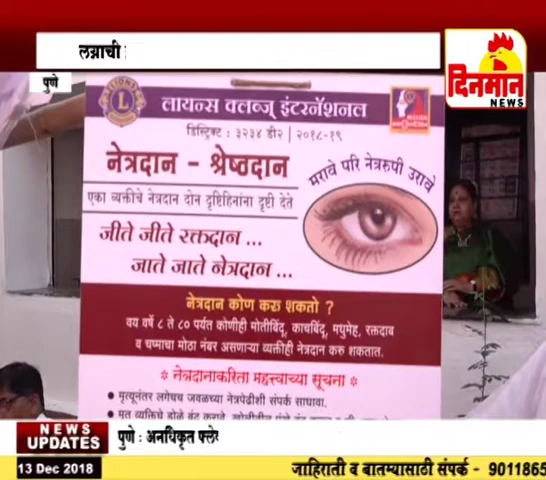 लग्नाची
पुणे
दिनमान
NEWS
लायन्स क्लब्ज् इंटरनॅशनल
डिस्ट्रिक्ट : ३२३४ डी२ | २०१८-१९
नेत्रदान - श्रेष्ठदान
मरावे परि नेत्ररुपी उरावे
एका व्यक्तीचे नेत्रदान दोन दृष्टिहिनांना दृष्टी देते
जीते जीते रक्तदान ...
जाते जाते नेत्रदान ...
नेत्रदान कोण करु शकतो ?
वय वर्षे ८ ते ८० पर्यंत कोणीही मोतीबिंदू, काचबिंदू, मधुमेह, रक्तदाब
व चष्माचा मोठा नंबर असणाऱ्या व्यक्तीही नेत्रदान करु शकतात.
* नेत्रदानाकरिता महत्त्वाच्या सूचना *
• मृत्यूनंतर लगेचच जवळच्या नेत्रपेढीशी संपर्क साधावा.
• मृत व्यक्तीचे डोळे बंद करावे
NEWS
UPDATES
पुणे : अनधिकृत फ्ले
13 Dec 2018
जाहिराती व बातम्यासाठी संपर्क - 9011865